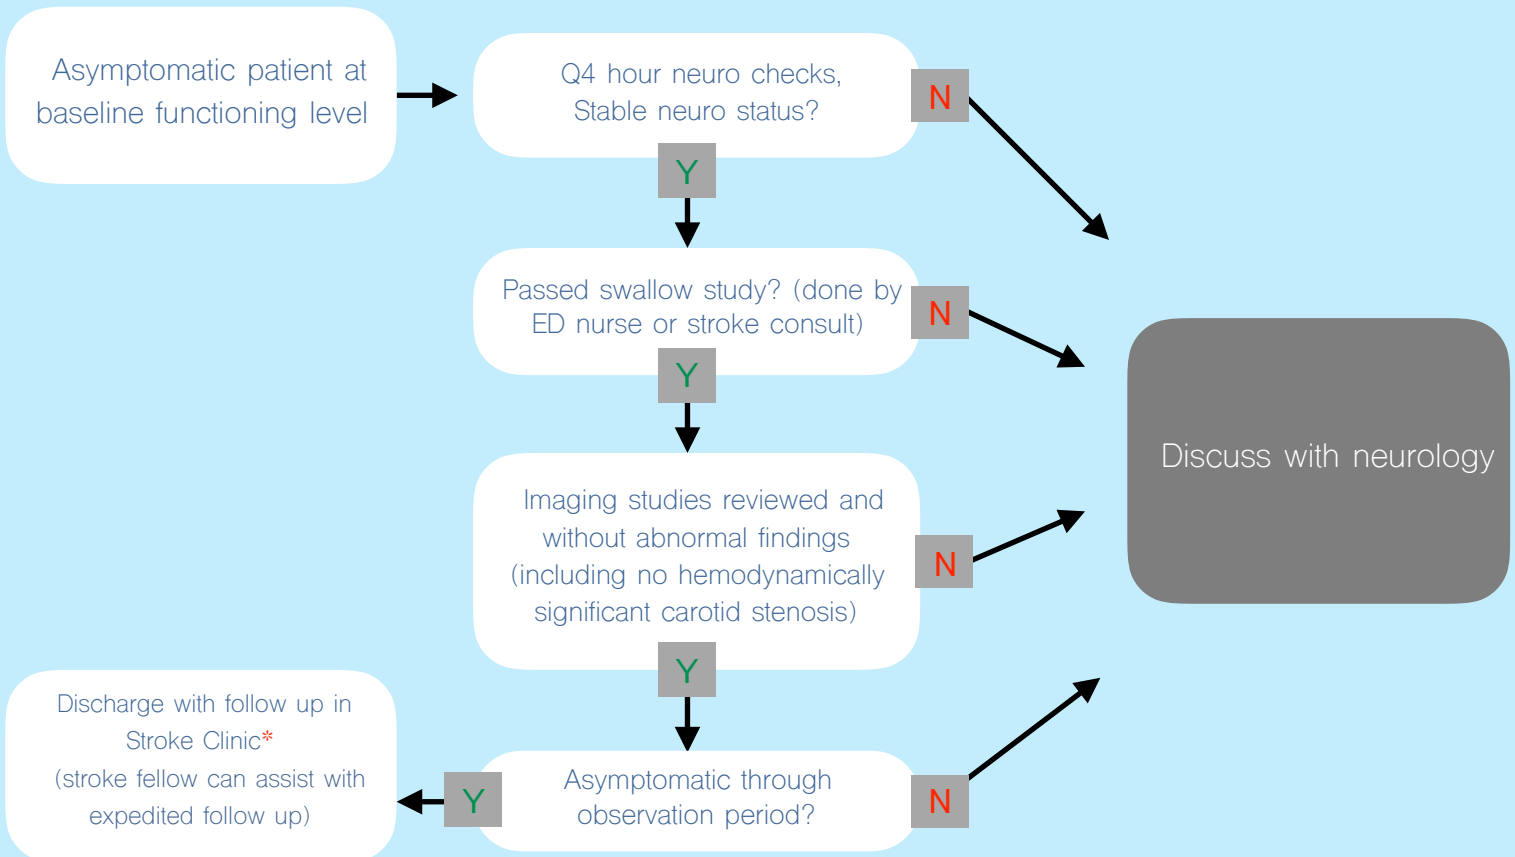 Asymptomatic patient at
baseline functioning level
Q4 hour neuro checks,
Stable neuro status?
N
Y
Passed swallow study? (done by
ED nurse or stroke consult)
N
Y
Discuss with neurology
Imaging studies reviewed and
without abnormal findings
(including no hemodynamically
significant carotid stenosis)
N
Y
Asymptomatic through
observation period?
N
Y
Discharge with follow up in
Stroke Clinic*
(stroke fellow can assist with
expedited follow up)